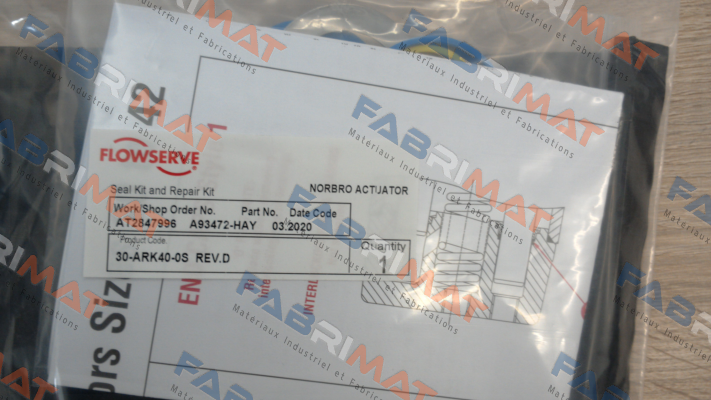 FLOWSERVE
Seal Kit and Repair Kit NORBRO ACTUATOR
Work/Shop Order No. Part No. Date Code
AT2847996 A93472-HAY 03.2020
Product Code. Quantity
30-ARK40-0S REV.D 1
42
ors Siz
EN
INTERL
FABRIMAT
Materiaux Industriel et Fabrications